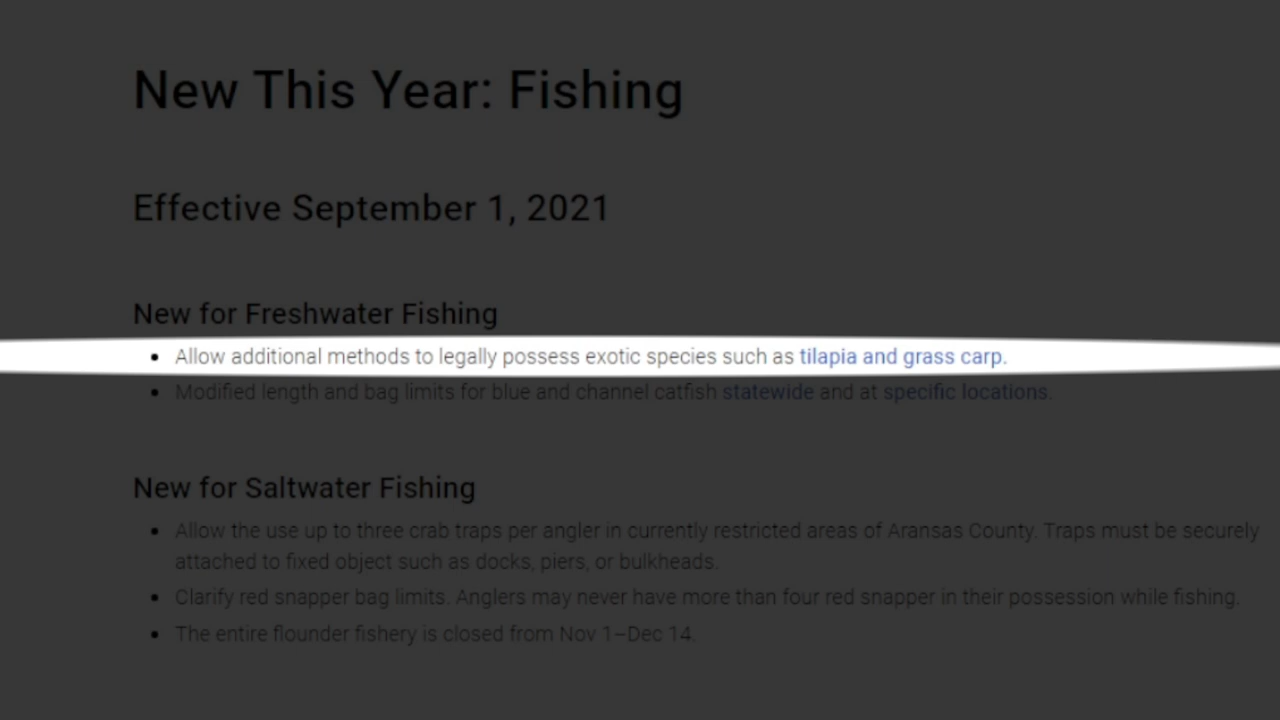 New This Year: Fishing
Effective September 1, 2021
New for Freshwater Fishing
• Allow additional methods to legally possess exotic species such as tilapia and grass carp.
• Modified length and bag limits for blue and channel catfish statewide and at specific locations.
New for Saltwater Fishing
• Allow the use up to three crab traps per angler in currently restricted areas of Aransas County. Traps must be securely
attached to fixed object such as docks, piers, or bulkheads.
• Clarify red snapper bag limits. Anglers may never have more than four red snapper in their possession while fishing.
• The entire flounder fishery is closed from Nov 1–Dec 14.